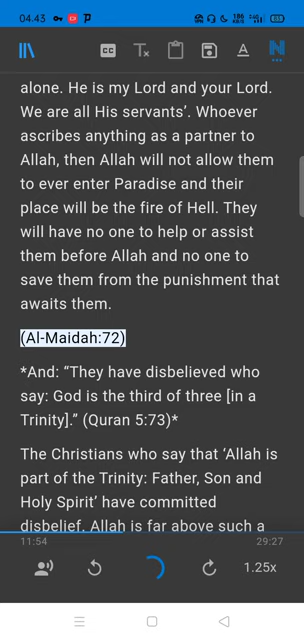 04.43
186
KB/s
alone. He is my Lord and your Lord.
We are all His servants’. Whoever
ascribes anything as a partner to
Allah, then Allah will not allow them
to ever enter Paradise and their
place will be the fire of Hell. They
will have no one to help or assist
them before Allah and no one to
save them from the punishment that
awaits them.
(Al-Maidah:72)
*And: “They have disbelieved who
say: God is the third of three [in a
Trinity].” (Quran 5:73)*
The Christians who say that ‘Allah is
part of the Trinity: Father, Son and
Holy Spirit’ have committed
disbelief. Allah is far above such a
11:54
29:27
1.25x